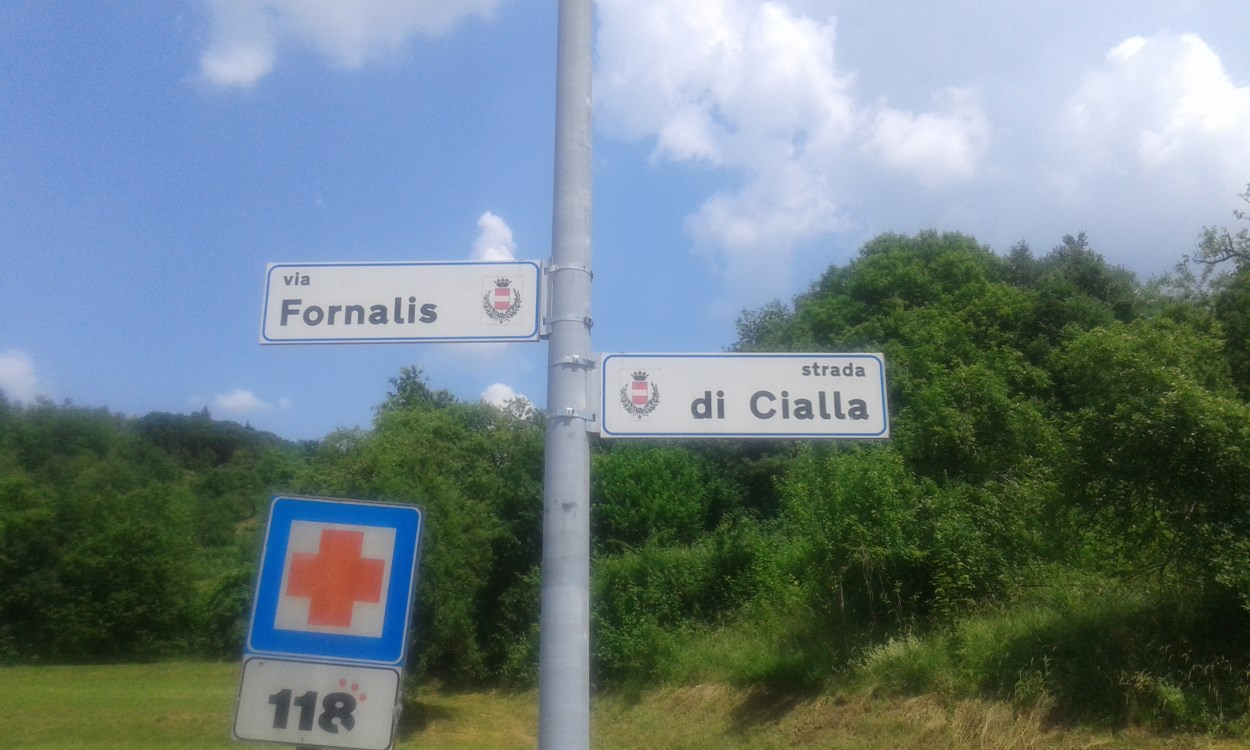 via
Fornalis
strada
di Cialla
118